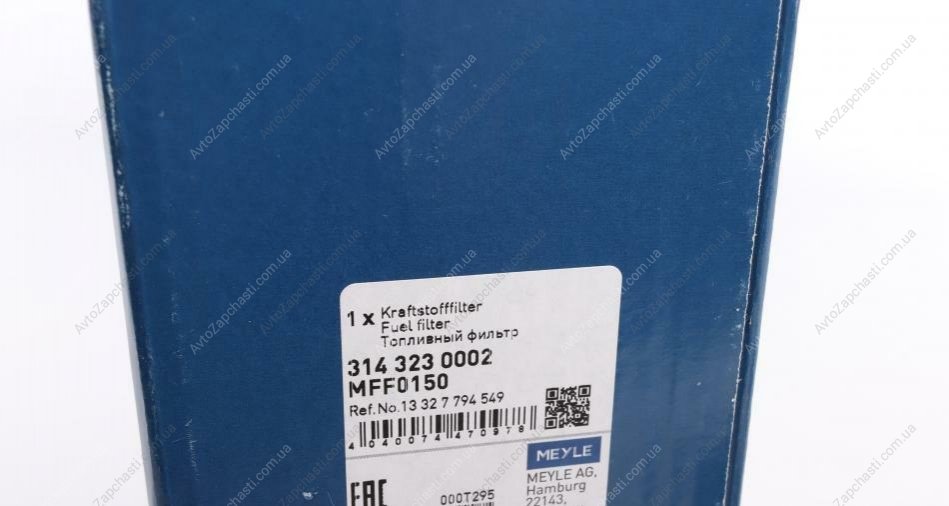 1 x Kraftstofffilter
Fuel filter
Топливный фильтр
314 323 0002
MFF0150
Ref.No.13 32 7 794 549
4 040074 470978
MEYLE
MEYLE AG,
Hamburg
22143,
EAC
000T295
AvtoZapchasti.com.ua